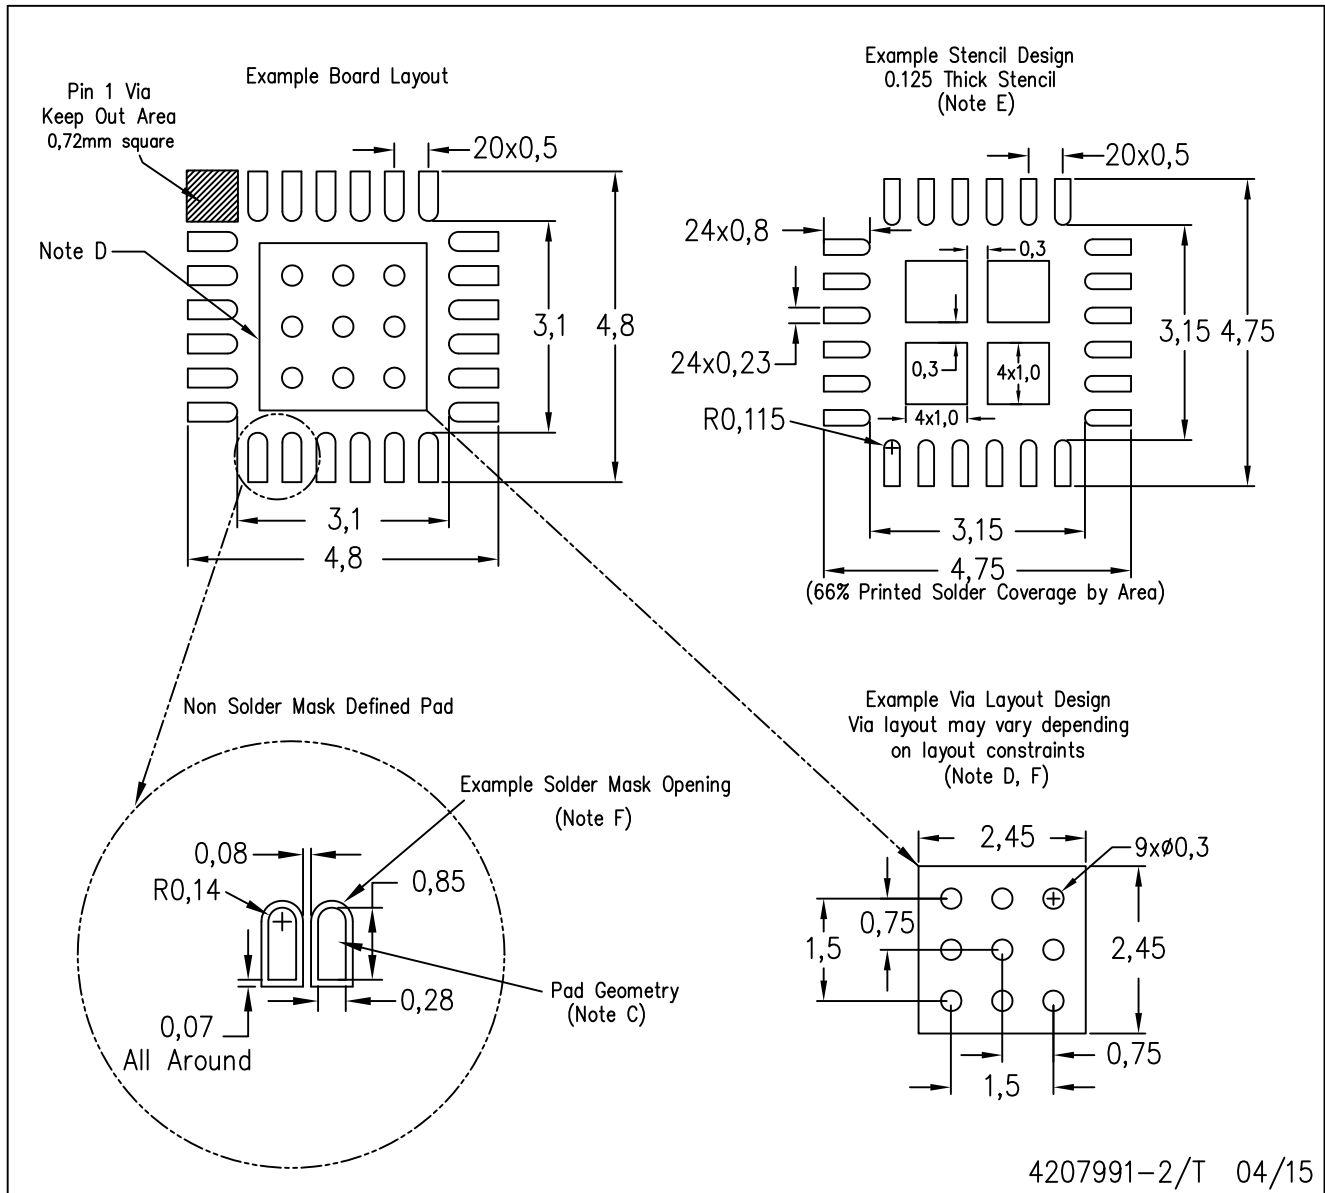 Example Board Layout
Pin 1 Via
Keep Out Area
0,72mm square
20x0,5
Note D
3,1
4,8
3,1
4,8
Example Stencil Design
0.125 Thick Stencil
(Note E)
20x0,5
24x0,8
0,3
24x0,23
0,3
4x1,0
4x1,0
R0,115
3,15
4,75
3,15
4,75
(66% Printed Solder Coverage by Area)
Non Solder Mask Defined Pad
Example Solder Mask Opening
(Note F)
0,08
R0,14
0,85
0,28
Pad Geometry
(Note C)
0,07
All Around
Example Via Layout Design
Via layout may vary depending
on layout constraints
(Note D, F)
2,45
9xø0,3
0,75
1,5
2,45
0,75
1,5
4207991-2/T 04/15